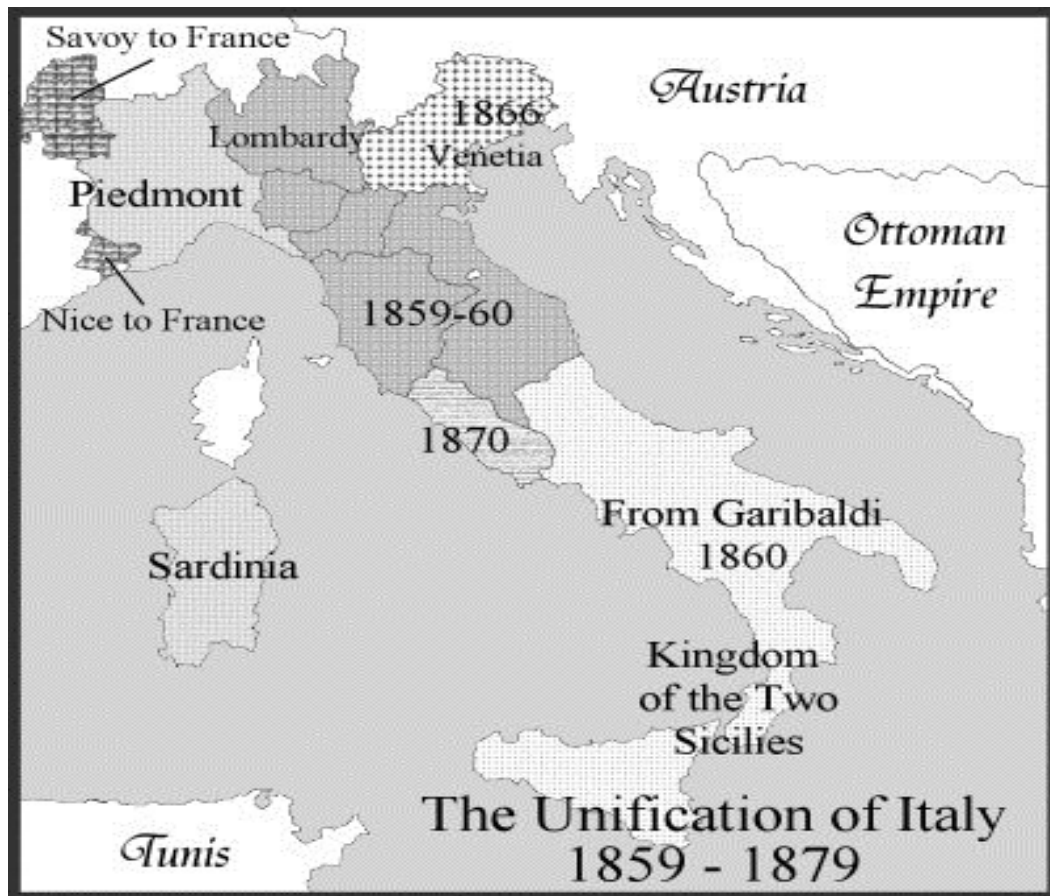 Savoy to France
Austria
1866
Lombardy
Venetia
Piedmont
Ottoman
Empire
Nice to France
1859-60
1870
From Garibaldi
1860
Sardinia
Kingdom
of the Two
Sicilies
The Unification of Italy
1859 - 1879
Tunis